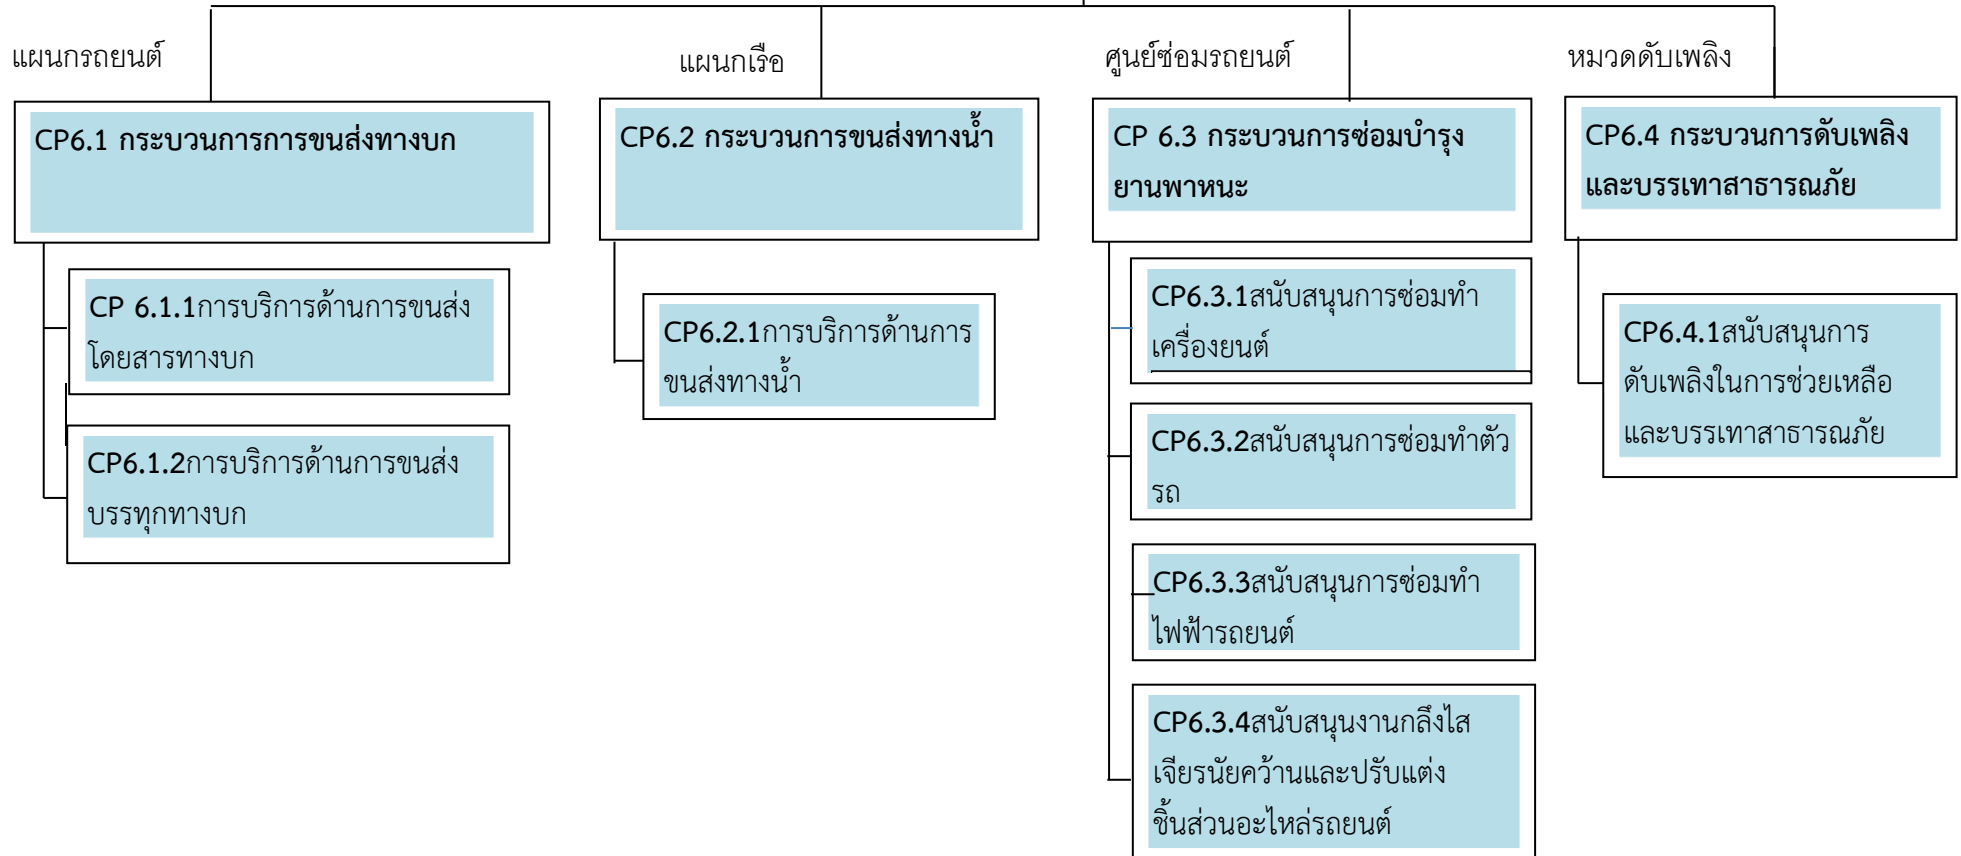 แผนกรถยนต์
CP6.1 กระบวนการการขนส่งทางบก
CP 6.1.1การบริการด้านการขนส่ง
โดยสารทางบก
CP6.1.2การบริการด้านการขนส่ง
บรรทุกทางบก
แผนกเรือ
CP6.2 กระบวนการขนส่งทางน้ำ
CP6.2.1การบริการด้านการ
ขนส่งทางน้ำ
ศูนย์ซ่อมรถยนต์
CP 6.3 กระบวนการซ่อมบำรุง
ยานพาหนะ
CP6.3.1สนับสนุนการซ่อมทำ
เครื่องยนต์
CP6.3.2สนับสนุนการซ่อมทำตัว
รถ
CP6.3.3สนับสนุนการซ่อมทำ
ไฟฟ้ารถยนต์
CP6.3.4สนับสนุนงานกลึงไส
เจียรนัยคว้านและปรับแต่ง
ชิ้นส่วนอะไหล่รถยนต์
หมวดดับเพลิง
CP6.4 กระบวนการดับเพลิง
และบรรเทาสาธารณภัย
CP6.4.1สนับสนุนการ
ดับเพลิงในการช่วยเหลือ
และบรรเทาสาธารณภัย